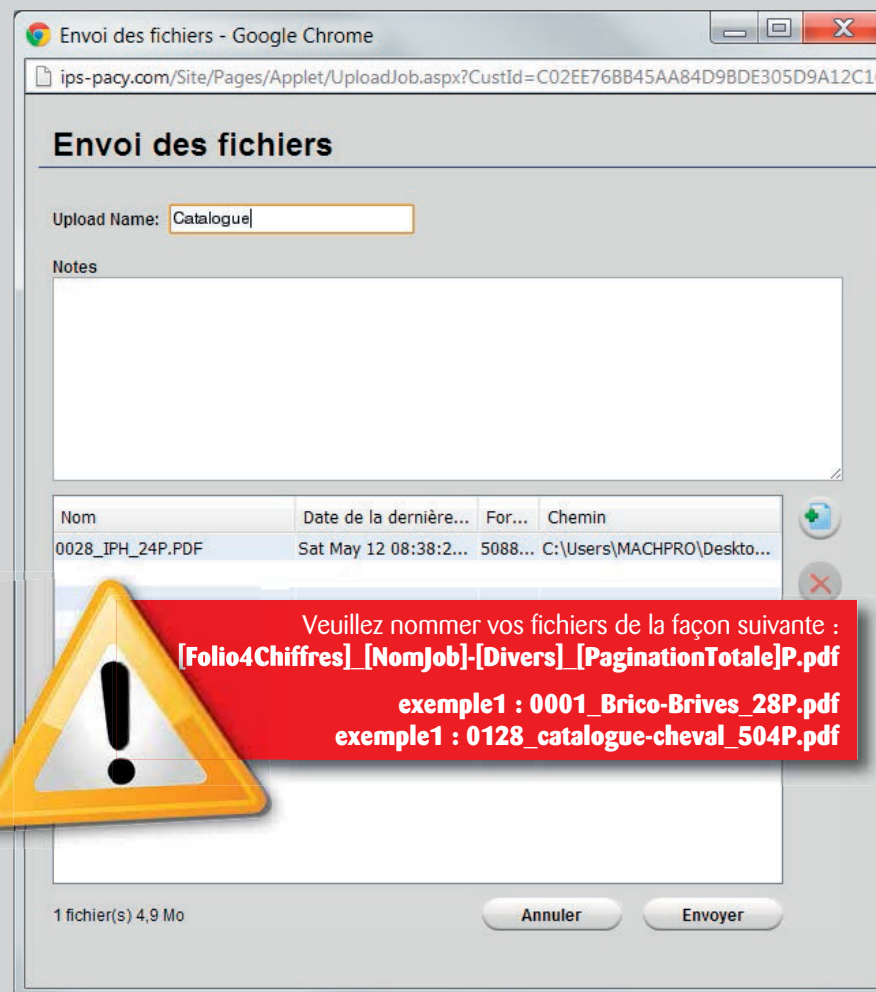 Envoi des fichiers - Google Chrome
X
ips-pacy.com/Site/Pages/Applet/UploadJob.aspx?CustId=C02EE76BB45AA84D9BDE305D9A12C1
Envoi des fichiers
Upload Name: Catalogue
Notes
Nom Date de la dernière... For... Chemin
0028_IPH_24P.PDF Sat May 12 08:38:2... 5088... C:\Users\MACHPRO\Deskto...
Veuillez nommer vos fichiers de la façon suivante :
[Folio4Chiffres]_[NomJob]-[Divers]_[PaginationTotale]P.pdf
exemple1 : 0001_Brico-Brives_28P.pdf
exemple1 : 0128_catalogue-cheval_504P.pdf
1 fichier(s) 4,9 Mo Annuler Envoyer